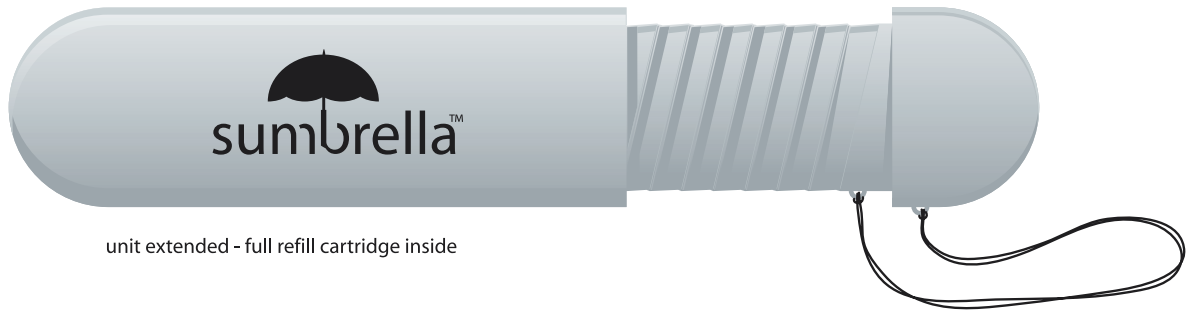 sumbrella™
unit extended - full refill cartridge inside